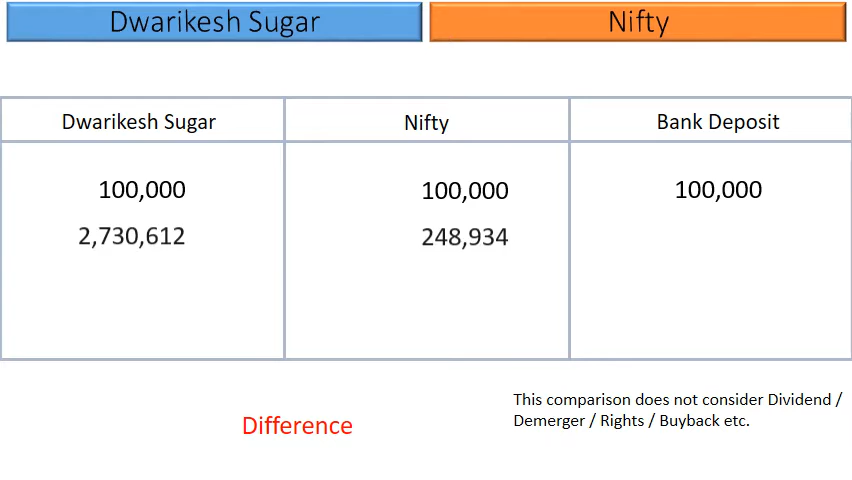 Dwarikesh Sugar
Nifty
Dwarikesh Sugar
Nifty
Bank Deposit
100,000
100,000
100,000
2,730,612
248,934
Difference
This comparison does not consider Dividend /
Demerger / Rights / Buyback etc.